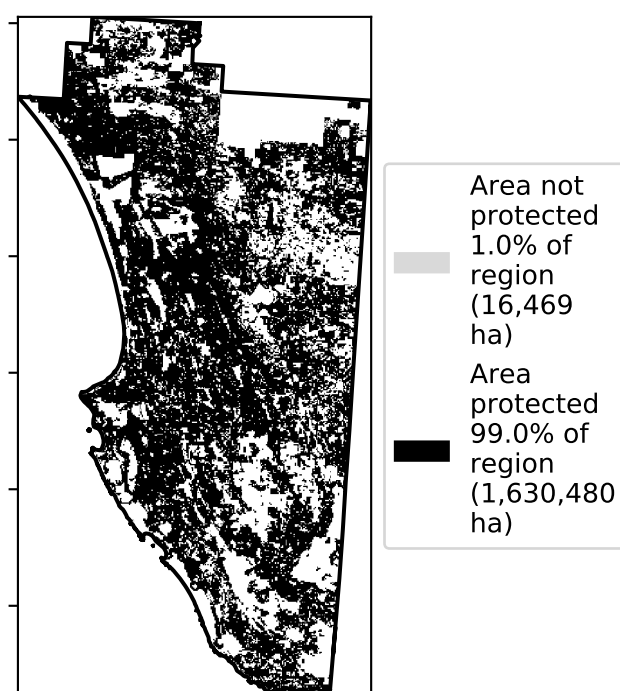 Area not
protected
1.0% of
region
(16,469
ha)
Area
protected
99.0% of
region
(1,630,480
ha)